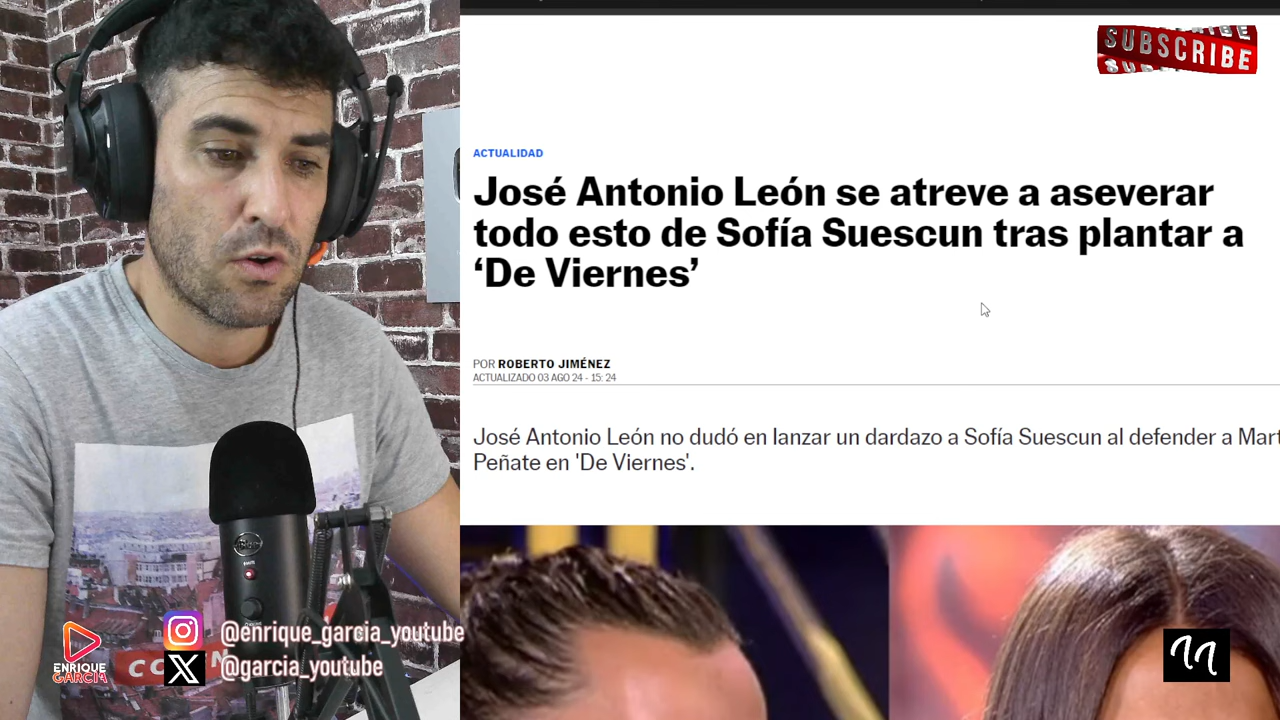 SUBSCRIBE
ACTUALIDAD
José Antonio León se atreve a aseverar
todo esto de Sofía Suescun tras plantar a
‘De Viernes’
POR ROBERTO JIMÉNEZ
ACTUALIZADO 03 AGO 24 - 15: 24
José Antonio León no dudó en lanzar un dardazo a Sofía Suescun al defender a Mart
Peñate en 'De Viernes'.
@enrique_garcia_youtube
@garcia_youtube
ENRIQUE
GARCIA